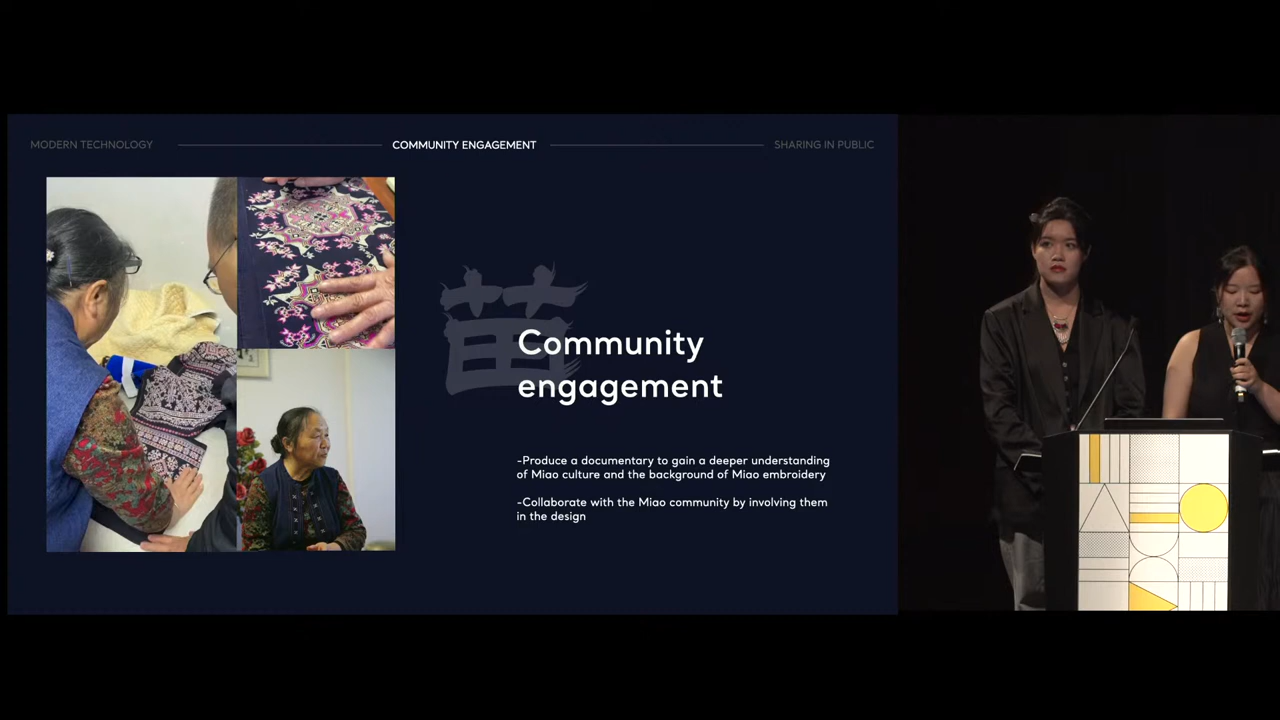 MODERN TECHNOLOGY
COMMUNITY ENGAGEMENT
SHARING IN PUBLIC
苗
Community
engagement
-Produce a documentary to gain a deeper understanding
of Miao culture and the background of Miao embroidery
-Collaborate with the Miao community by involving them
in the design